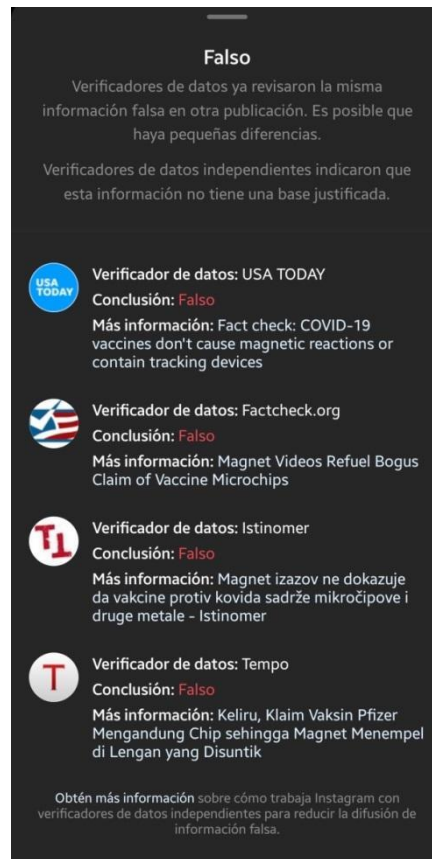 Falso
Verificadores de datos ya revisaron la misma
información falsa en otra publicación. Es posible que
haya pequeñas diferencias.
Verificadores de datos independientes indicaron que
esta información no tiene una base justificada.
USA
TODAY
Verificador de datos: USA TODAY
Conclusión: Falso
Más información: Fact check: COVID-19
vaccines don't cause magnetic reactions or
contain tracking devices
Verificador de datos: Factcheck.org
Conclusión: Falso
Más información: Magnet Videos Refuel Bogus
Claim of Vaccine Microchips
Verificador de datos: Istinomer
Conclusión: Falso
Más información: Magnet izazov ne dokazuje
da vakcine protiv kovida sadrže mikročipove i
druge metale - Istinomer
T
Verificador de datos: Tempo
Conclusión: Falso
Más información: Keliru, Klaim Vaksin Pfizer
Mengandung Chip sehingga Magnet Menempel
di Lengan yang Disuntik
Obtén más información sobre cómo trabaja Instagram con
verificadores de datos independientes para reducir la difusión de
información falsa.